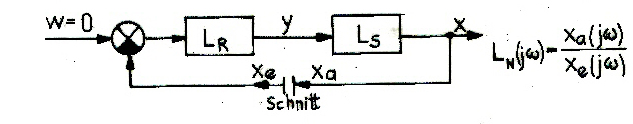 w=0
L_R
y
L_S
x
L_N(jω)=x_a(jω)/x_e(jω)
x_e
x_a
Schnitt